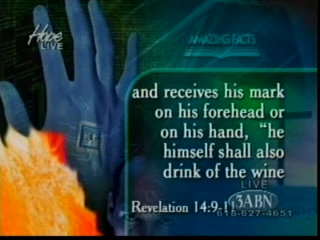 Hope
LIVE
AMAZING FACTS
and receives his mark
on his forehead or
on his hand, "he
himself shall also
drink of the wine
Revelation 14:9-11
LIVE
3ABN
618-627-4651